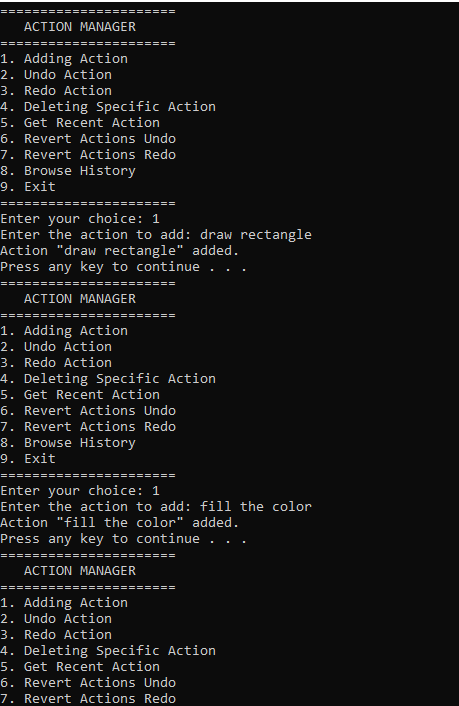 ======================
   ACTION MANAGER
======================
1. Adding Action
2. Undo Action
3. Redo Action
4. Deleting Specific Action
5. Get Recent Action
6. Revert Actions Undo
7. Revert Actions Redo
8. Browse History
9. Exit
======================
Enter your choice: 1
Enter the action to add: draw rectangle
Action "draw rectangle" added.
Press any key to continue . . .
======================
   ACTION MANAGER
======================
1. Adding Action
2. Undo Action
3. Redo Action
4. Deleting Specific Action
5. Get Recent Action
6. Revert Actions Undo
7. Revert Actions Redo
8. Browse History
9. Exit
======================
Enter your choice: 1
Enter the action to add: fill the color
Action "fill the color" added.
Press any key to continue . . .
======================
   ACTION MANAGER
======================
1. Adding Action
2. Undo Action
3. Redo Action
4. Deleting Specific Action
5. Get Recent Action
6. Revert Actions Undo
7. Revert Actions Redo